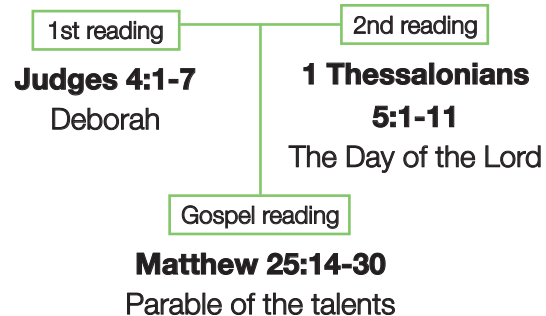 1st reading
Judges 4:1-7
Deborah
2nd reading
1 Thessalonians
5:1-11
The Day of the Lord
Gospel reading
Matthew 25:14-30
Parable of the talents